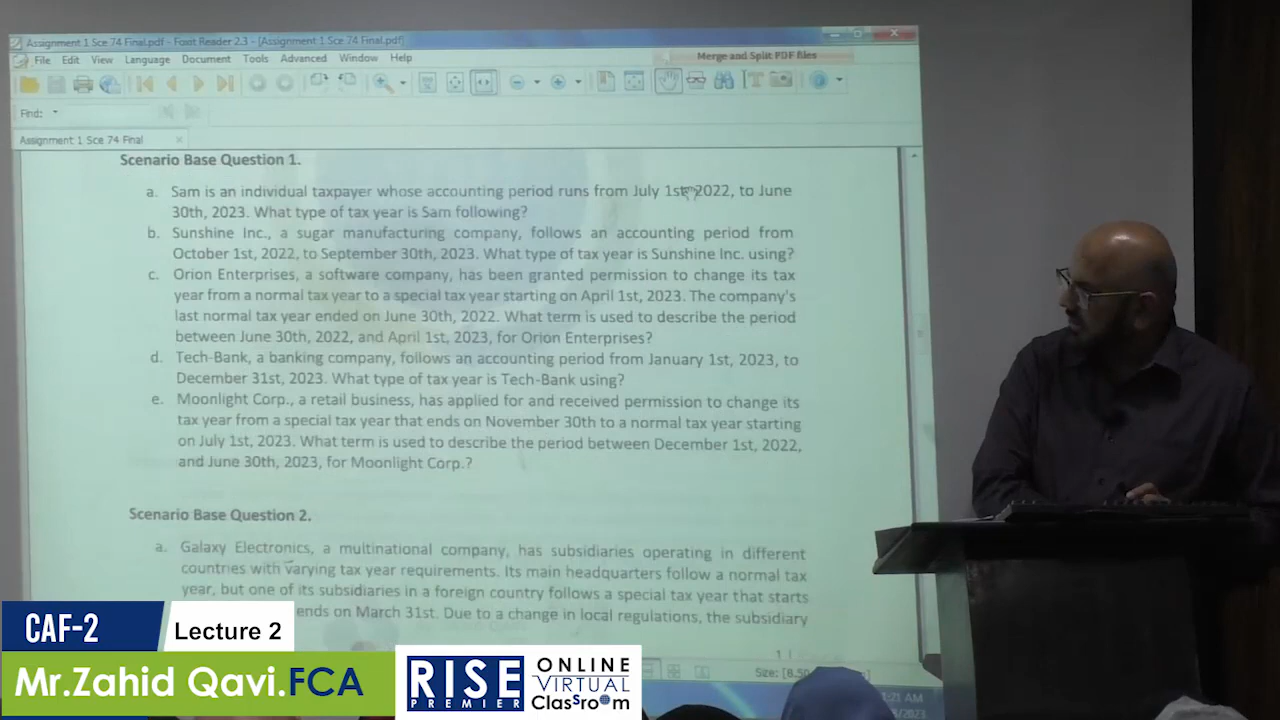 Assignment 1 Sce 74 Final.pdf - Foxit Reader 2.3 - [Assignment 1 Sce 74 Final.pdf]
File Edit View Language Document Tools Advanced Window Help
Merge and Split PDF files
Find:
Assignment 1 Sce 74 Final
Scenario Base Question 1.
a. Sam is an individual taxpayer whose accounting period runs from July 1st, 2022, to June
30th, 2023. What type of tax year is Sam following?
b. Sunshine Inc., a sugar manufacturing company, follows an accounting period from
October 1st, 2022, to September 30th, 2023. What type of tax year is Sunshine Inc. using?
c. Orion Enterprises, a software company, has been granted permission to change its tax
year from a normal tax year to a special tax year starting on April 1st, 2023. The company's
last normal tax year ended on June 30th, 2022. What term is used to describe the period
between June 30th, 2022, and April 1st, 2023, for Orion Enterprises?
d. Tech-Bank, a banking company, follows an accounting period from January 1st, 2023, to
December 31st, 2023. What type of tax year is Tech-Bank using?
e. Moonlight Corp., a retail business, has applied for and received permission to change its
tax year from a special tax year that ends on November 30th to a normal tax year starting
on July 1st, 2023. What term is used to describe the period between December 1st, 2022,
and June 30th, 2023, for Moonlight Corp.?
Scenario Base Question 2.
a. Galaxy Electronics, a multinational company, has subsidiaries operating in different
countries with varying tax year requirements. Its main headquarters follow a normal tax
year, but one of its subsidiaries in a foreign country follows a special tax year that starts
ends on March 31st. Due to a change in local regulations, the subsidiary
Size: [8.50
:21 AM
/2023
CAF-2
Lecture 2
Mr.Zahid Qavi.FCA
RISE
PREMIER
ONLINE
VIRTUAL
Classroom